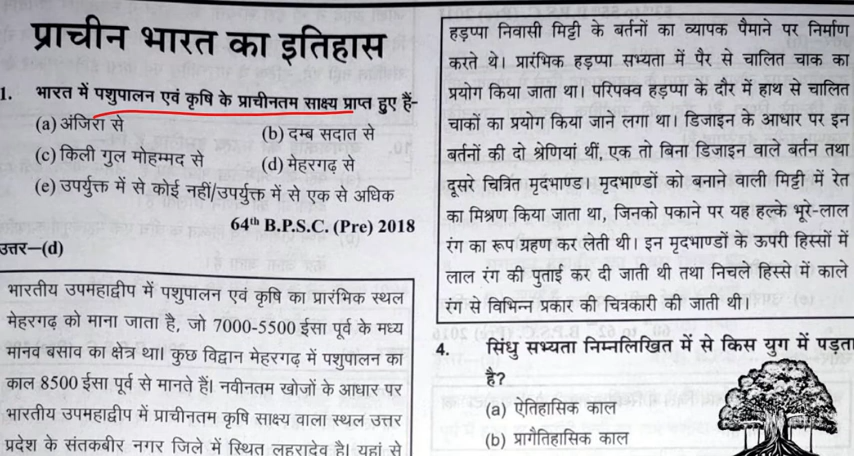 प्राचीन भारत का इतिहास
1. भारत में पशुपालन एवं कृषि के प्राचीनतम साक्ष्य प्राप्त हुए हैं-
(a) अंजिरा से (b) दम्ब सदात से
(c) किली गुल मोहम्मद से (d) मेहरगढ़ से
(e) उपर्युक्त में से कोई नहीं/उपर्युक्त में से एक से अधिक
64th B.P.S.C. (Pre) 2018
उत्तर—(d)
भारतीय उपमहाद्वीप में पशुपालन एवं कृषि का प्रारंभिक स्थल
मेहरगढ़ को माना जाता है, जो 7000-5500 ईसा पूर्व के मध्य
मानव बसाव का क्षेत्र था। कुछ विद्वान मेहरगढ़ में पशुपालन का
काल 8500 ईसा पूर्व से मानते हैं। नवीनतम खोजों के आधार पर
भारतीय उपमहाद्वीप में प्राचीनतम कृषि साक्ष्य वाला स्थल उत्तर
प्रदेश के संतकबीर नगर जिले में स्थित लहुरादेव है। यहां से
हड़प्पा निवासी मिट्टी के बर्तनों का व्यापक पैमाने पर निर्माण
करते थे। प्रारंभिक हड़प्पा सभ्यता में पैर से चालित चाक का
प्रयोग किया जाता था। परिपक्व हड़प्पा के दौर में हाथ से चालित
चाकों का प्रयोग किया जाने लगा था। डिजाइन के आधार पर इन
बर्तनों की दो श्रेणियां थीं, एक तो बिना डिजाइन वाले बर्तन तथा
दूसरे चित्रित मृदभाण्ड। मृदभाण्डों को बनाने वाली मिट्टी में रेत
का मिश्रण किया जाता था, जिनको पकाने पर यह हल्के भूरे-लाल
रंग का रूप ग्रहण कर लेती थी। इन मृदभाण्डों के ऊपरी हिस्सों में
लाल रंग की पुताई कर दी जाती थी तथा निचले हिस्से में काले
रंग से विभिन्न प्रकार की चित्रकारी की जाती थी।
4. सिंधु सभ्यता निम्नलिखित में से किस युग में पड़ता
है?
(a) ऐतिहासिक काल
(b) प्रागैतिहासिक काल